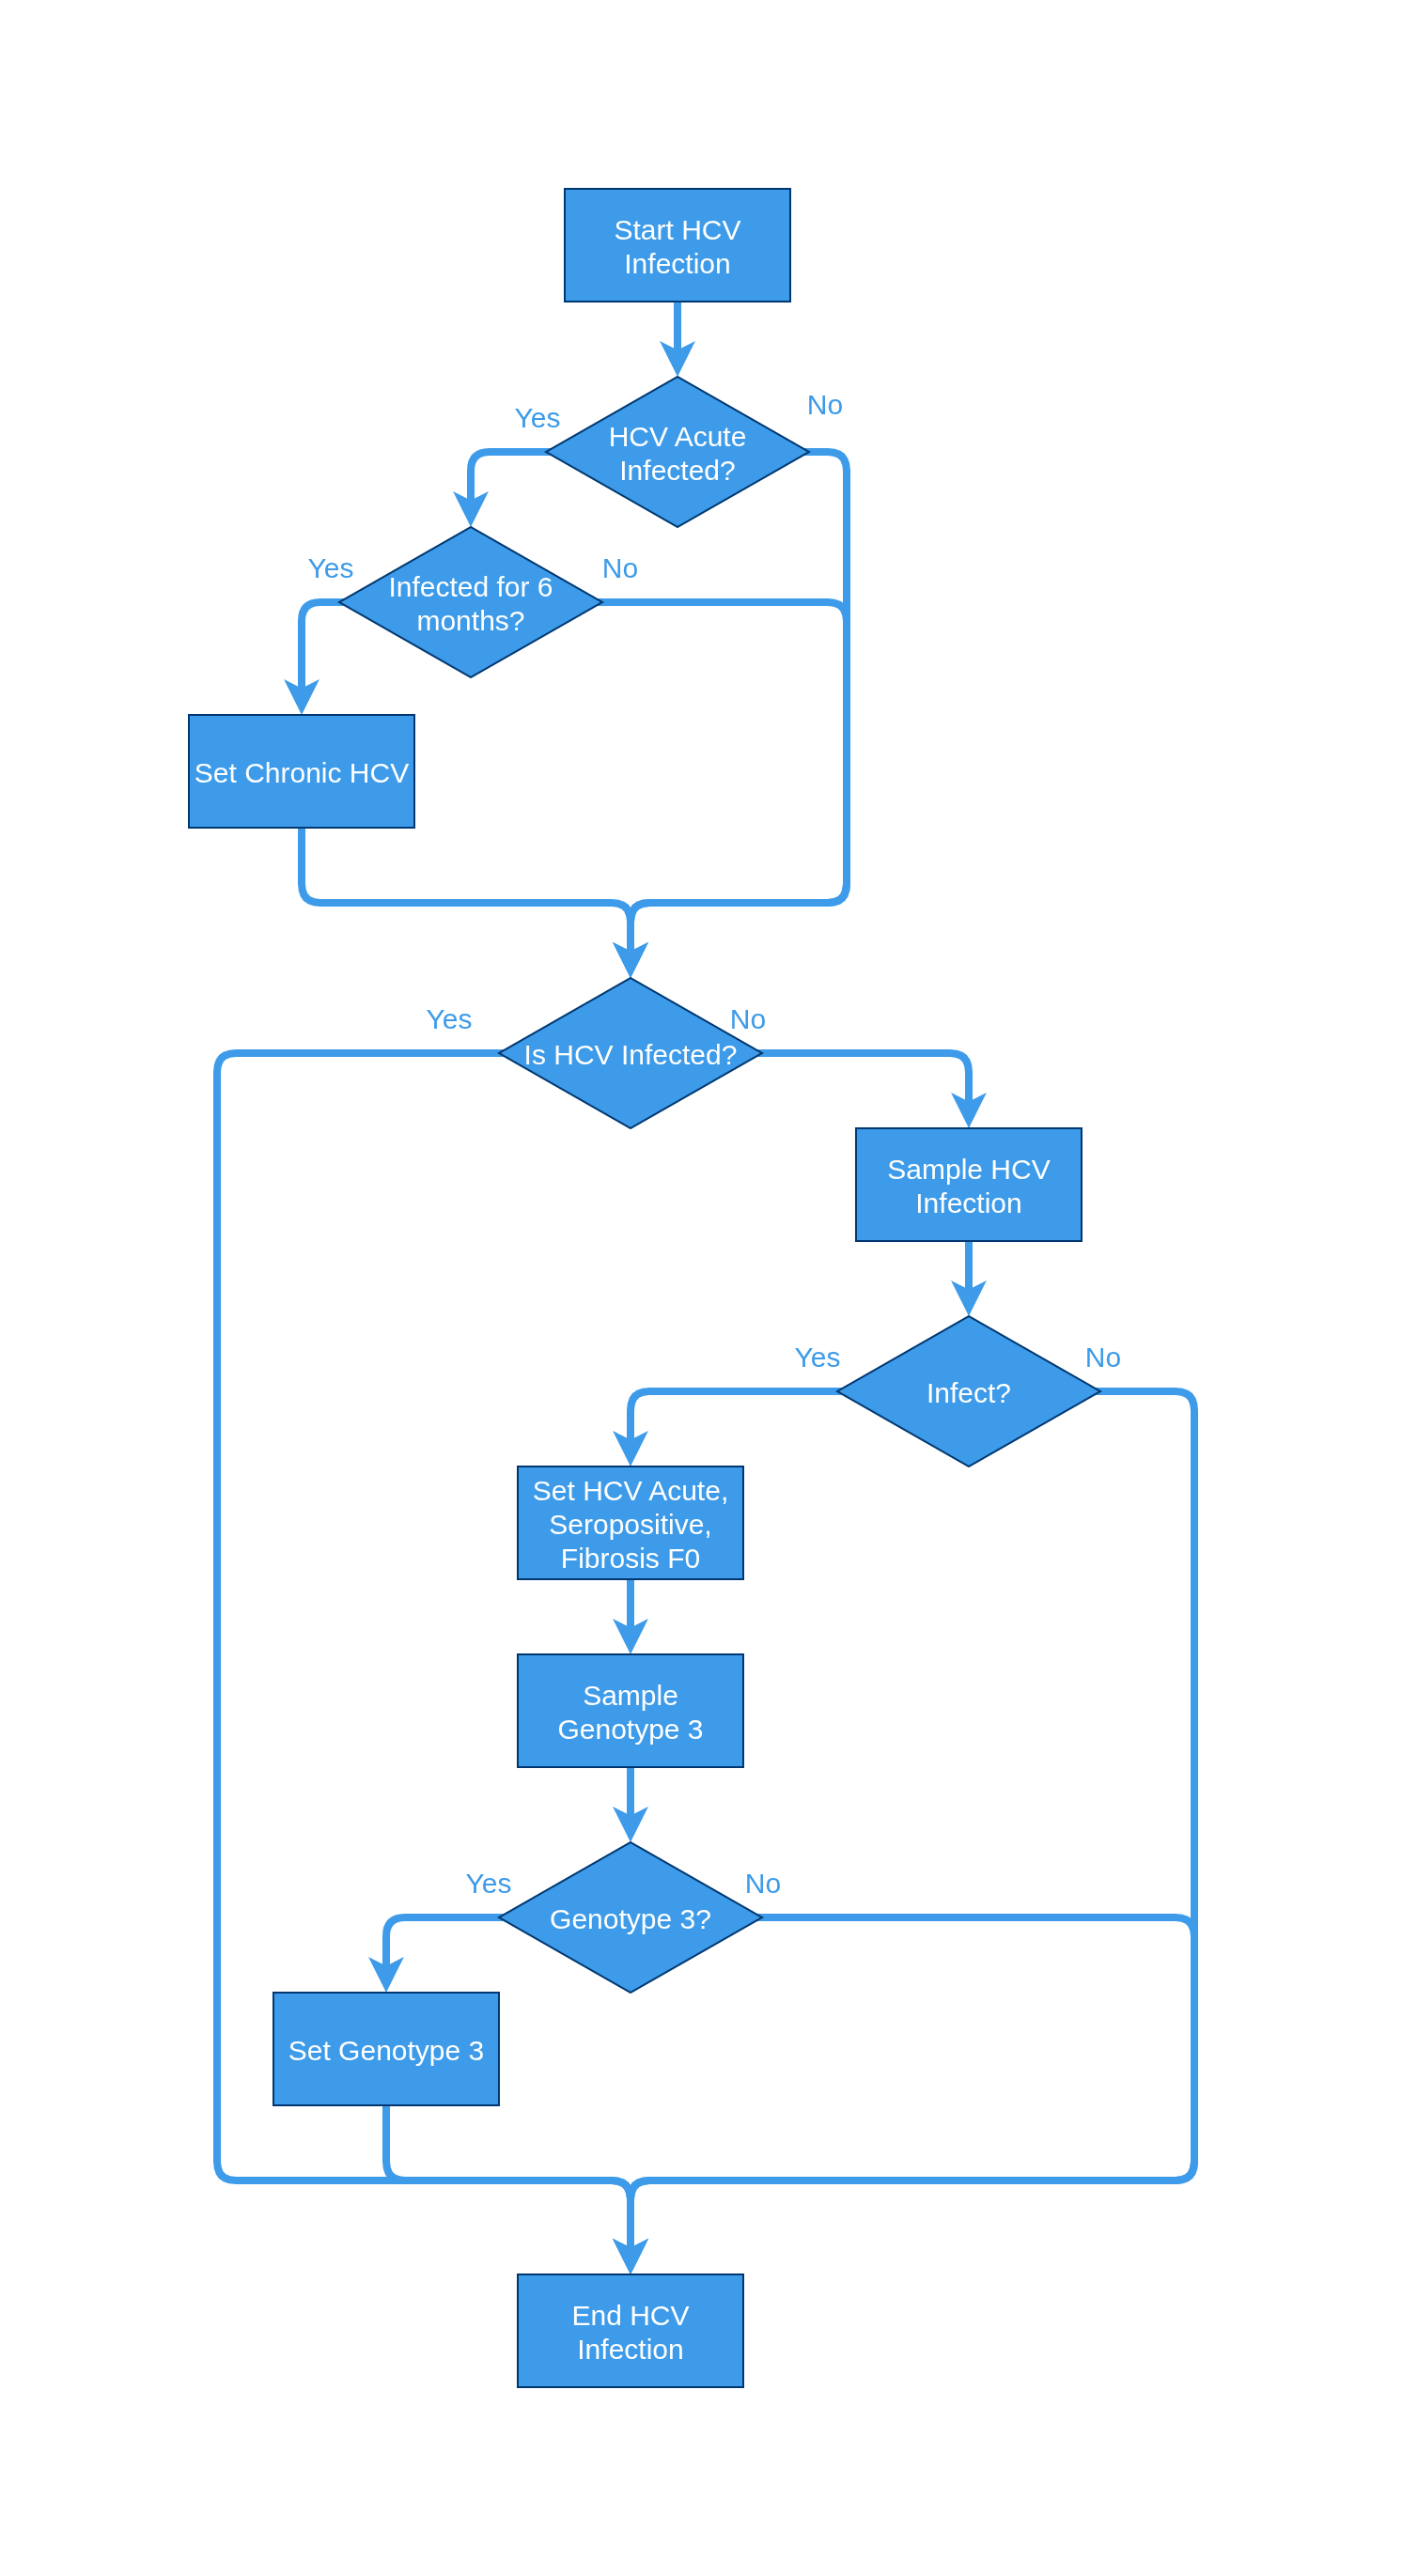 Start HCV
Infection
Yes
No
HCV Acute
Infected?
Yes
No
Infected for 6
months?
Set Chronic HCV
Yes
No
Is HCV Infected?
Sample HCV
Infection
Yes
No
Infect?
Set HCV Acute,
Seropositive,
Fibrosis F0
Sample
Genotype 3
Yes
No
Genotype 3?
Set Genotype 3
End HCV
Infection